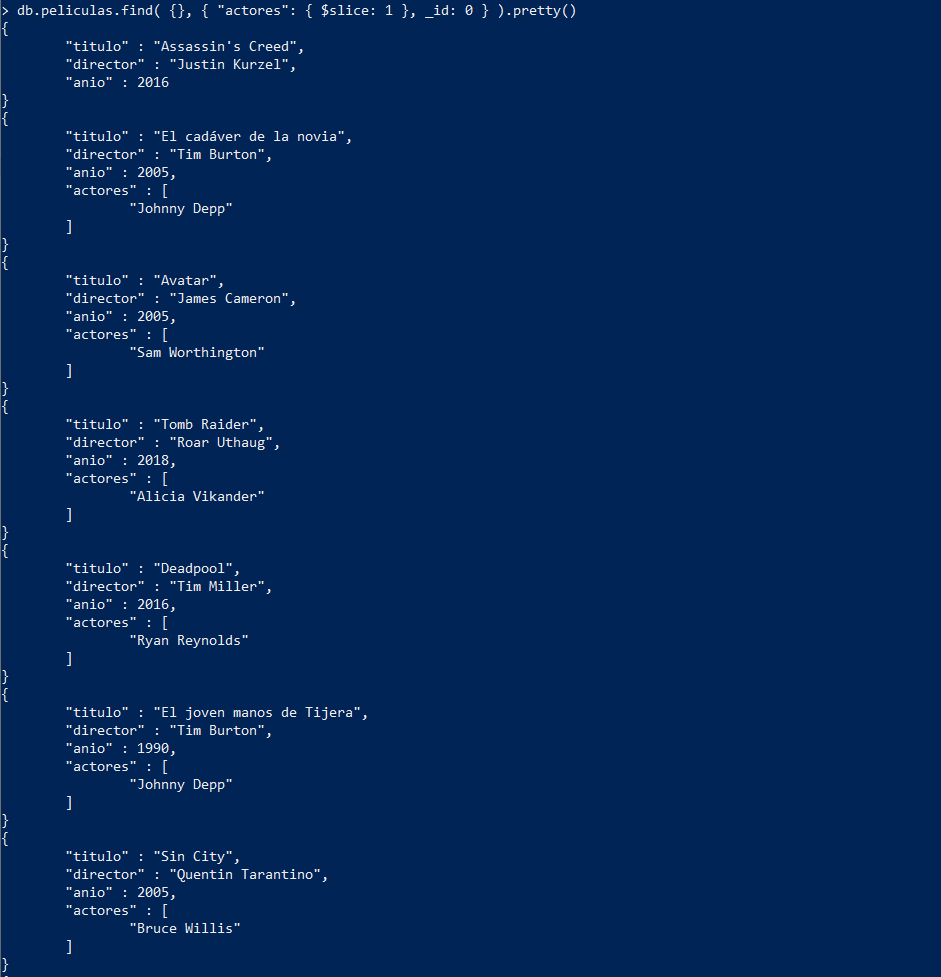 > db.peliculas.find( {}, { "actores": { $slice: 1 }, _id: 0 } ).pretty()
{
        "titulo" : "Assassin's Creed",
        "director" : "Justin Kurzel",
        "anio" : 2016
}
{
        "titulo" : "El cadáver de la novia",
        "director" : "Tim Burton",
        "anio" : 2005,
        "actores" : [
                "Johnny Depp"
        ]
}
{
        "titulo" : "Avatar",
        "director" : "James Cameron",
        "anio" : 2005,
        "actores" : [
                "Sam Worthington"
        ]
}
{
        "titulo" : "Tomb Raider",
        "director" : "Roar Uthaug",
        "anio" : 2018,
        "actores" : [
                "Alicia Vikander"
        ]
}
{
        "titulo" : "Deadpool",
        "director" : "Tim Miller",
        "anio" : 2016,
        "actores" : [
                "Ryan Reynolds"
        ]
}
{
        "titulo" : "El joven manos de Tijera",
        "director" : "Tim Burton",
        "anio" : 1990,
        "actores" : [
                "Johnny Depp"
        ]
}
{
        "titulo" : "Sin City",
        "director" : "Quentin Tarantino",
        "anio" : 2005,
        "actores" : [
                "Bruce Willis"
        ]
}